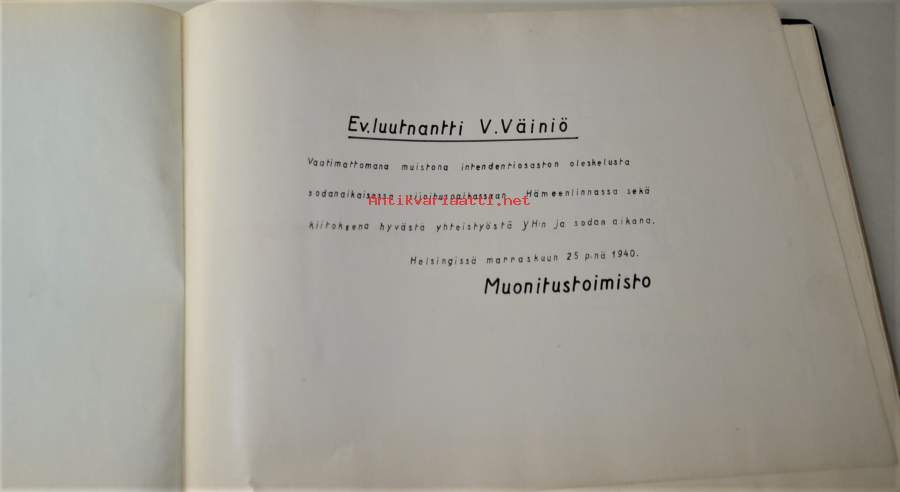 Ev.luutnantti V.Väiniö
Vaatimattomana muistona intendentiosaston oleskelusta
sodanaikaisessa Hämeenlinnassa sekä
Antikvariaatti.net
kiitoksena hyvästä yhteistyöstä YH:n ja sodan aikana.
Helsingissä marraskuun 25 p:nä 1940.
Muonitustoimisto